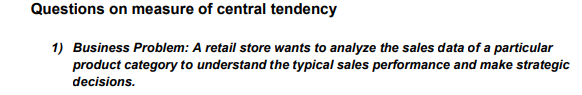 Questions on measure of central tendency
1) Business Problem: A retail store wants to analyze the sales data of a particular
product category to understand the typical sales performance and make strategic
decisions.